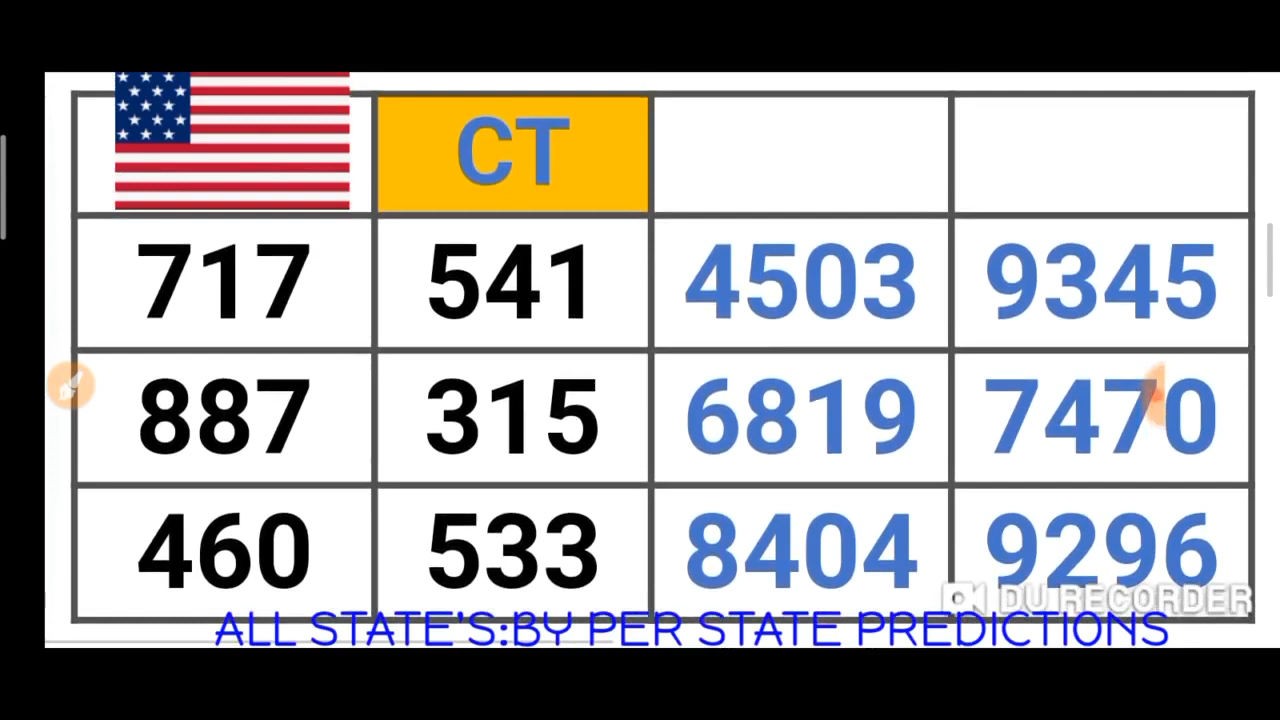 CT
717 541 4503 9345
887 315 6819 7470
460 533 8404 9296
DU RECORDER
ALL STATE'S:BY PER STATE PREDICTIONS